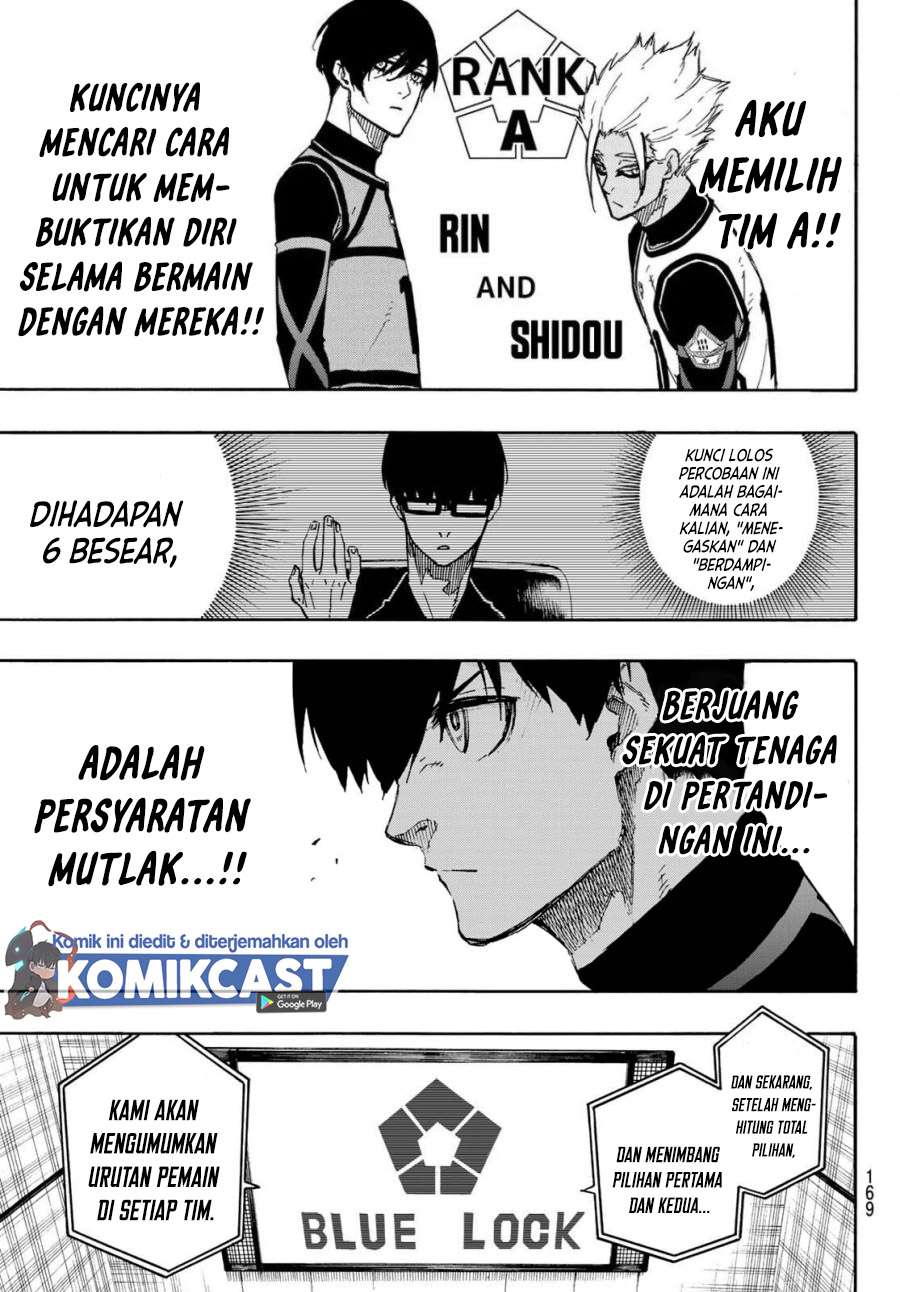 AKU
MEMILIH
TIM A!!
RANK
A
RIN
AND
SHIDOU
KUNCINYA
MENCARI CARA
UNTUK MEM-
BUKTIKAN DIRI
SELAMA BERMAIN
DENGAN MEREKA!!
KUNCI LOLOS
PERCOBAAN INI
ADALAH BAGAI-
MANA CARA
KALIAN, "MENE-
GASKAN" DAN
"BERDAMPI-
NGAN",
DIHADAPAN
6 BESEAR,
BERJUANG
SEKUAT TENAGA
DI PERTANDI-
NGAN INI...
ADALAH
PERSYARATAN
MUTLAK...!!
Komik ini diedit & diterjemahkan oleh
KOMIKCAST
GET IT ON
Google Play
DAN SEKARANG,
SETELAH MENG-
HITUNG TOTAL
PILIHAN,
DAN MENIMBANG
PILIHAN PERTAMA
DAN KEDUA...
KAMI AKAN
MENGUMUMKAN
URUTAN PEMAIN
DI SETIAP TIM.
BLUE LOCK
169